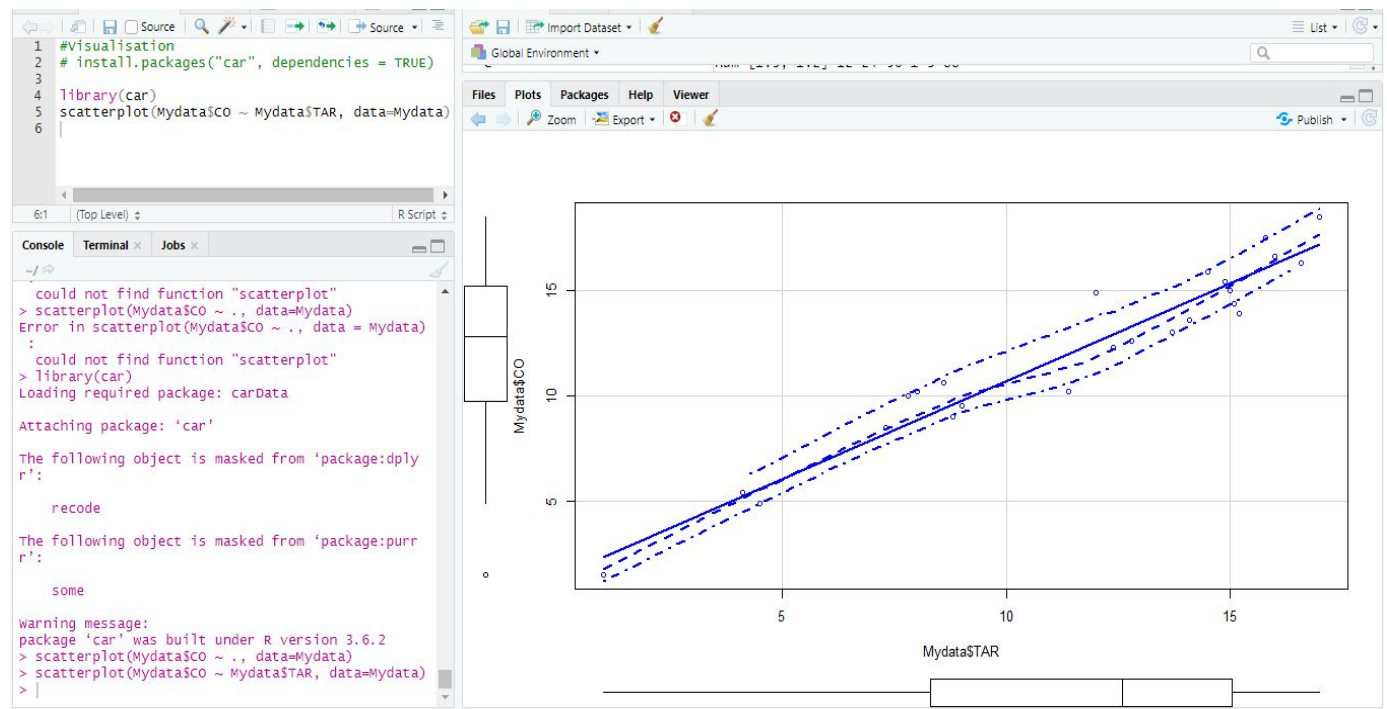 Source
Source
1 #Visualisation
2 # install.packages("car", dependencies = TRUE)
3
4 library(car)
5 scatterplot(Mydata$CO ~ Mydata$TAR, data=Mydata)
6
6:1 (Top Level) R Script
Console Terminal × Jobs ×
~/
could not find function "scatterplot"
> scatterplot(Mydata$CO ~ ., data=Mydata)
Error in scatterplot(Mydata$CO ~ ., data = Mydata)
:
could not find function "scatterplot"
> library(car)
Loading required package: carData
Attaching package: ‘car’
The following object is masked from ‘package:dply
r’:
recode
The following object is masked from ‘package:purr
r’:
some
Warning message:
package ‘car’ was built under R version 3.6.2
> scatterplot(Mydata$CO ~ ., data=Mydata)
> scatterplot(Mydata$CO ~ Mydata$TAR, data=Mydata)
>
Import Dataset List
Global Environment
Files Plots Packages Help Viewer
Zoom Export Publish
15
10
5
Mydata$CO
5 10 15
Mydata$TAR